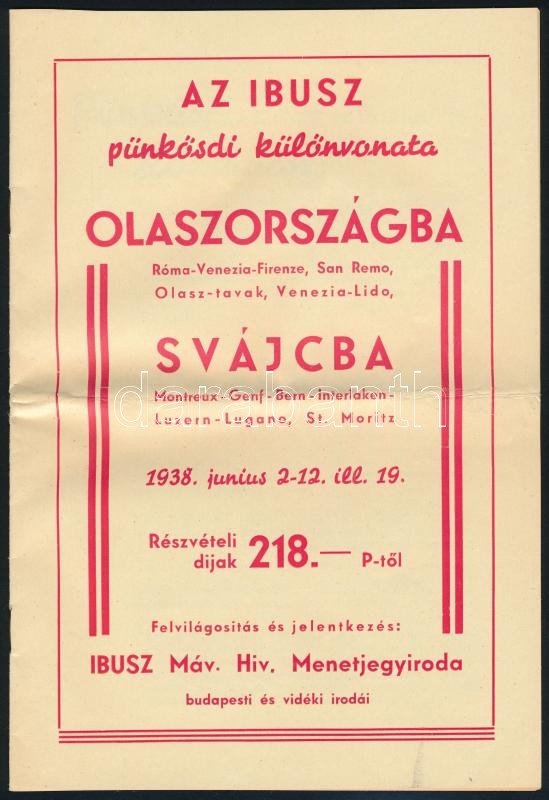 AZ IBUSZ
pünkösdi különvonata
OLASZORSZÁGBA
Róma-Venezia-Firenze, San Remo,
Olasz-tavak, Venezia-Lido,
SVÁJCBA
darabanth
Montreux-Genf-Bern-Interlaken-
Luzern-Lugano, St. Moritz
1938. junius 2-12. ill. 19.
Részvételi
dijak 218.— P-től
Felvilágositás és jelentkezés:
IBUSZ Máv. Hiv. Menetjegyiroda
budapesti és vidéki irodái